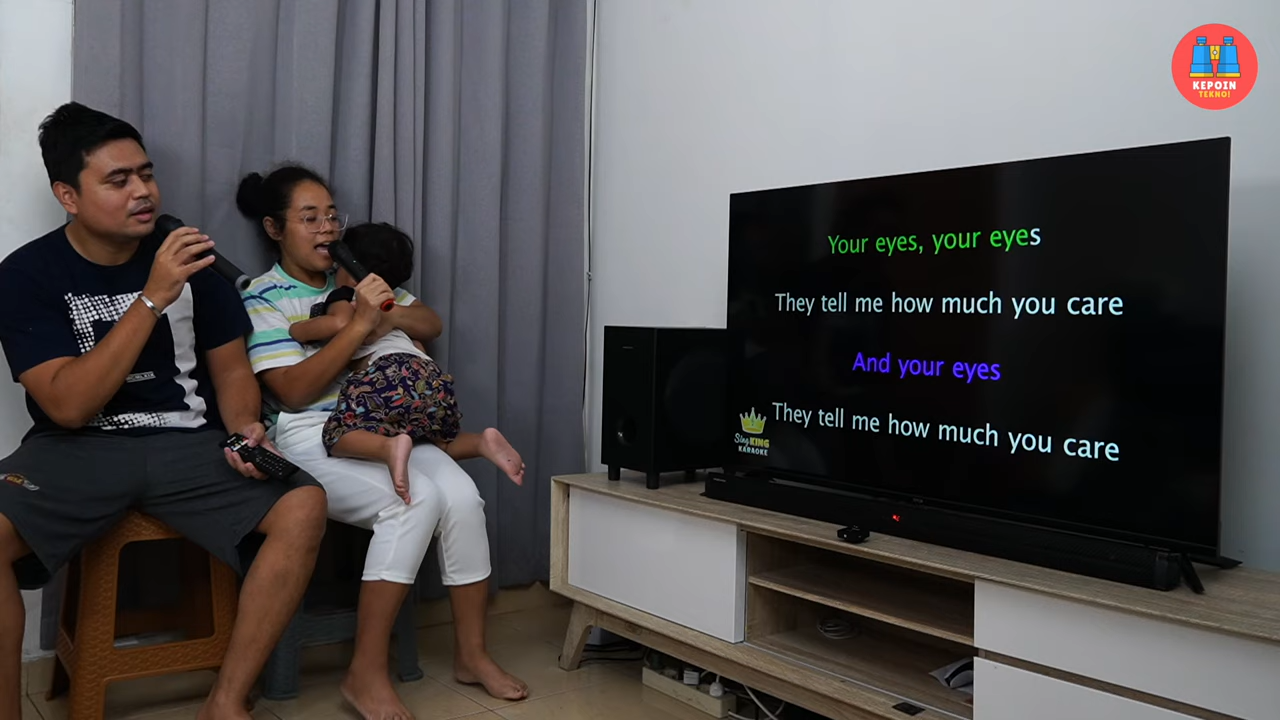 KEPOIN
TEKNO!
Your eyes, your eyes
They tell me how much you care
And your eyes
They tell me how much you care
Sing KING
KARAOKE